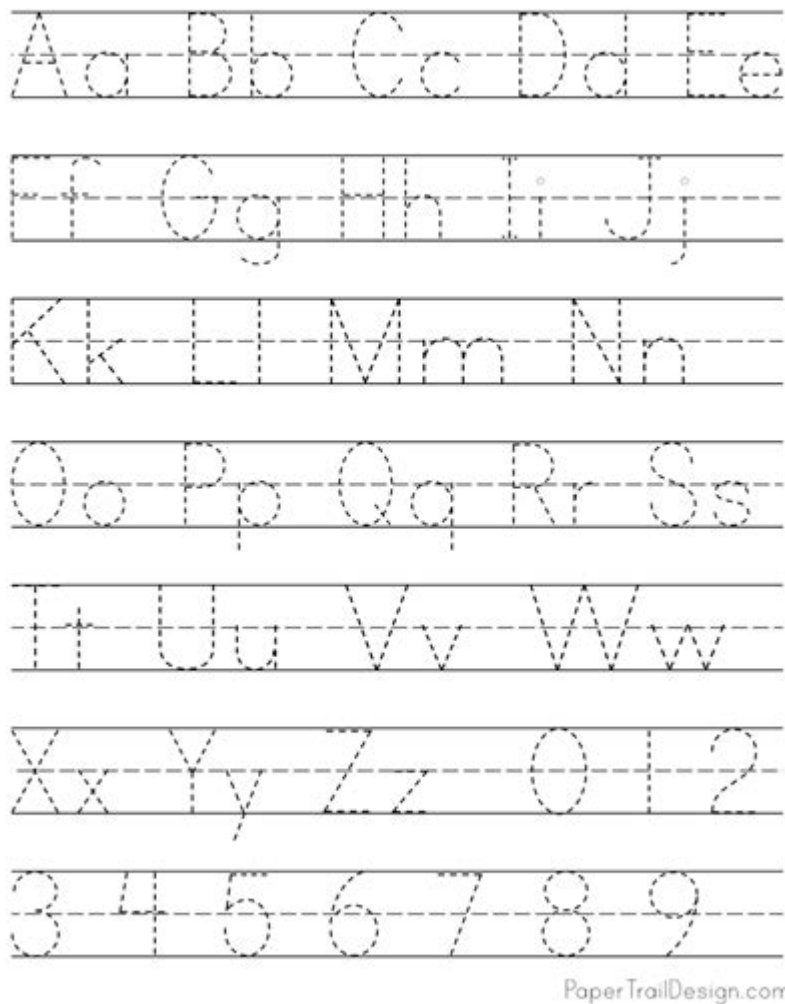 Aa Bb Cc Dd Ee
Ff Gg Hh Ii Jj
Kk Ll Mm Nn
Oo Pp Qq Rr Ss
Tt Uu Vv Ww
Xx Yy Zz 0 1 2
3 4 5 6 7 8 9
PaperTrailDesign.com